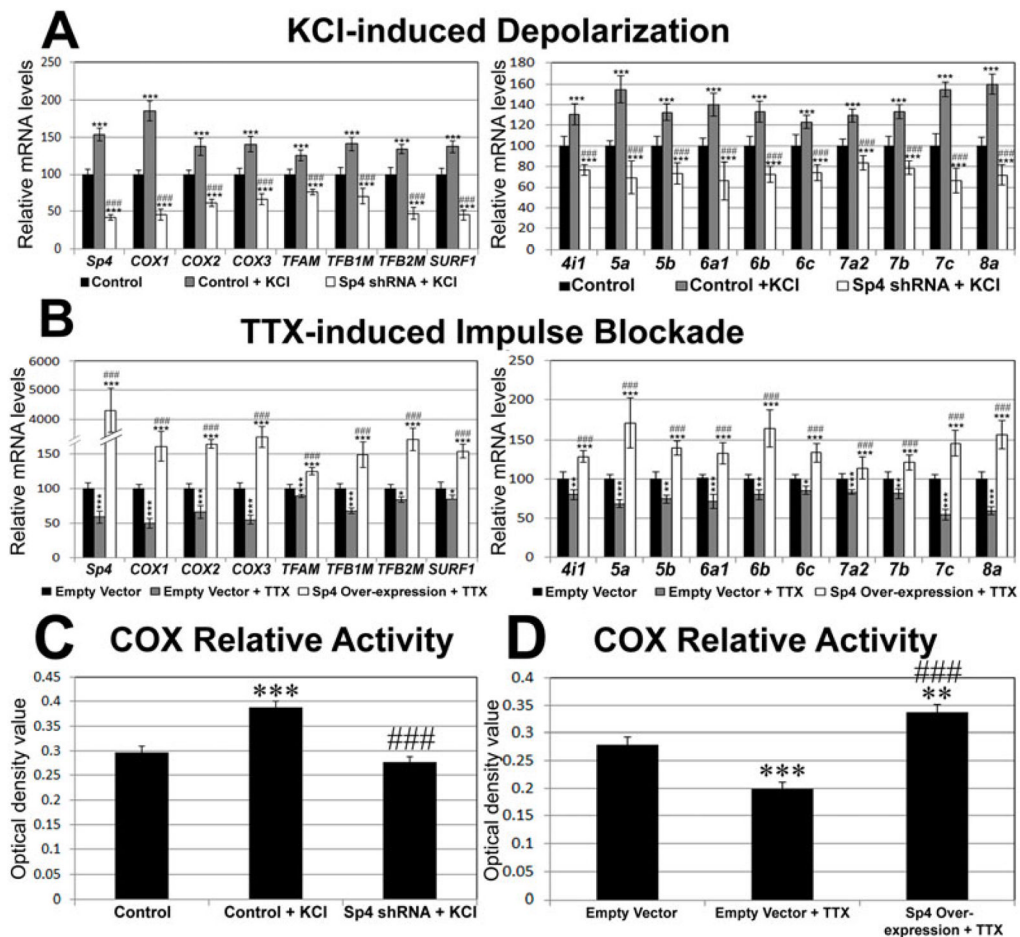 A KCl-induced Depolarization
Relative mRNA levels
250
200
150
100
50
0
*** ### *** *** ### *** *** ### *** *** ### *** *** ### *** *** ### *** *** ### *** *** ### ***
Sp4 COX1 COX2 COX3 TFAM TFB1M TFB2M SURF1
Control Control + KCl Sp4 shRNA + KCl
Relative mRNA levels
180
160
140
120
100
80
60
40
20
0
*** ### *** *** ### *** *** ### *** *** ### *** *** ### *** *** ### *** *** ### *** *** ### *** *** ### *** *** ### ***
4i1 5a 5b 6a1 6b 6c 7a2 7b 7c 8a
Control Control +KCl Sp4 shRNA + KCl
B TTX-induced Impulse Blockade
Relative mRNA levels
6000
5000
4000
150
100
50
0
### *** ### *** ### *** ### *** ### *** ### *** ### *** ### ***
Sp4 COX1 COX2 COX3 TFAM TFB1M TFB2M SURF1
Empty Vector Empty Vector + TTX Sp4 Over-expression + TTX
Relative mRNA levels
250
200
150
100
50
0
### *** ### *** ### *** ### *** ### *** ### *** ### *** ### *** ### *** ### ***
4i1 5a 5b 6a1 6b 6c 7a2 7b 7c 8a
Empty Vector Empty Vector + TTX Sp4 Over-expression + TTX
C COX Relative Activity
Optical density value
0.45
0.4
0.35
0.3
0.25
0.2
0.15
0.1
0.05
0
***
###
Control Control + KCl Sp4 shRNA + KCl
D COX Relative Activity
Optical density value
0.4
0.35
0.3
0.25
0.2
0.15
0.1
0.05
0
***
###
**
Empty Vector Empty Vector + TTX Sp4 Over-
expression + TTX